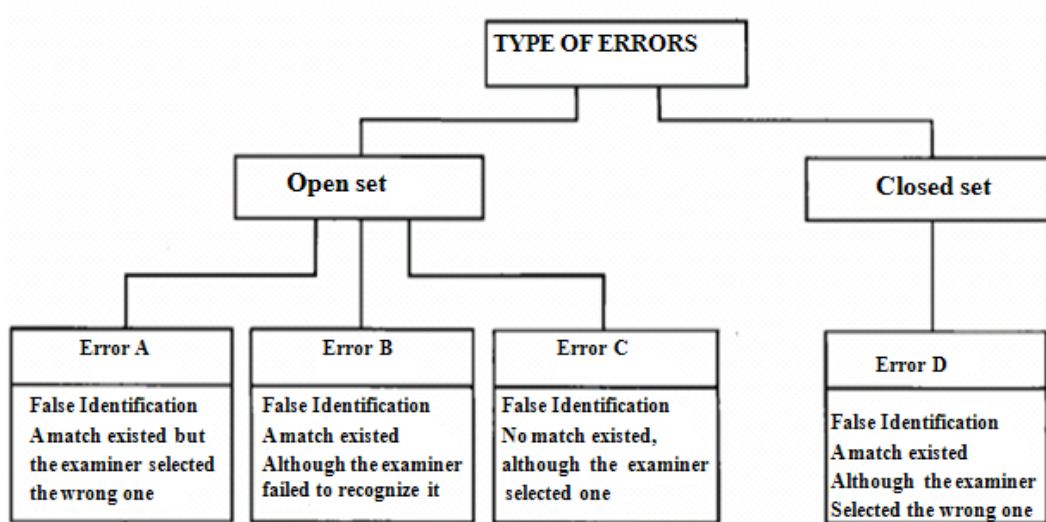 TYPE OF ERRORS
Open set
Closed set
Error A
False Identification
A match existed but
the examiner selected
the wrong one
Error B
False Identification
A match existed
Although the examiner
failed to recognize it
Error C
False Identification
No match existed,
although the examiner
selected one
Error D
False Identification
A match existed
Although the examiner
Selected the wrong one